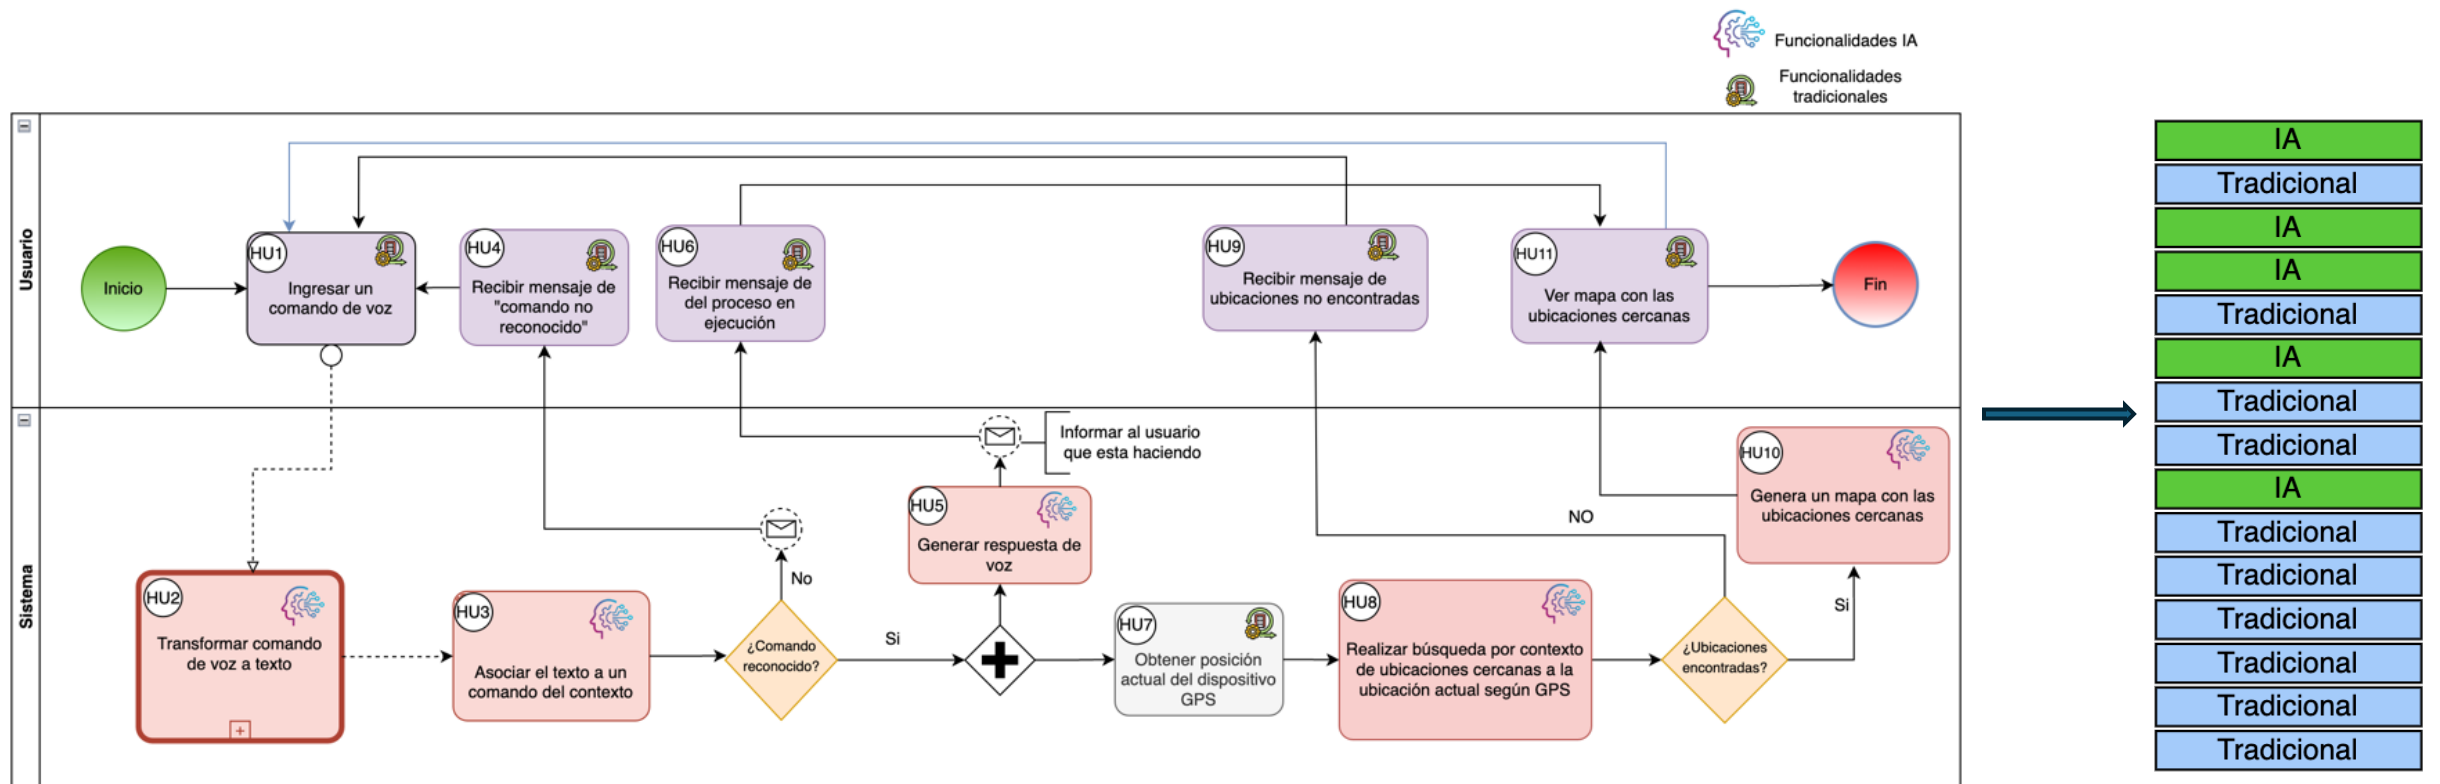 Funcionalidades IA
Funcionalidades
tradicionales
Usuario
Inicio
HU1
Ingresar un
comando de voz
HU4
Recibir mensaje de
"comando no
reconocido"
HU6
Recibir mensaje de
del proceso en
ejecución
HU9
Recibir mensaje de
ubicaciones no encontradas
HU11
Ver mapa con las
ubicaciones cercanas
Fin
Sistema
HU2
Transformar comando
de voz a texto
HU3
Asociar el texto a un
comando del contexto
¿Comando
reconocido?
No
Si
HU5
Generar respuesta de
voz
Informar al usuario
que esta haciendo
HU7
Obtener posición
actual del dispositivo
GPS
HU8
Realizar búsqueda por contexto
de ubicaciones cercanas a la
ubicación actual según GPS
¿Ubicaciones
encontradas?
NO
Si
HU10
Genera un mapa con las
ubicaciones cercanas
IA
Tradicional
IA
IA
Tradicional
IA
Tradicional
Tradicional
IA
Tradicional
Tradicional
Tradicional
Tradicional
Tradicional
Tradicional